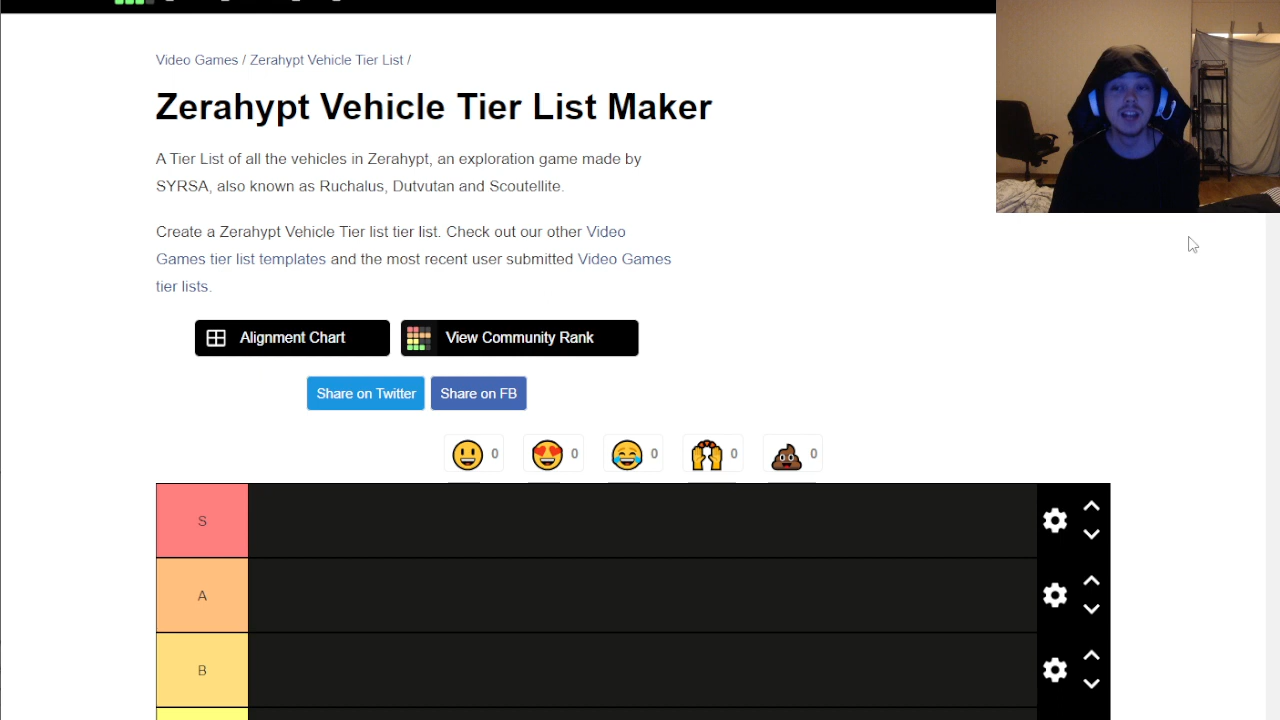 Video Games / Zerahypt Vehicle Tier List /
Zerahypt Vehicle Tier List Maker
A Tier List of all the vehicles in Zerahypt, an exploration game made by
SYRSA, also known as Ruchalus, Dutvutan and Scoutellite.
Create a Zerahypt Vehicle Tier list tier list. Check out our other Video
Games tier list templates and the most recent user submitted Video Games
tier lists.
Alignment Chart
View Community Rank
Share on Twitter
Share on FB
0
0
0
0
0
S
A
B